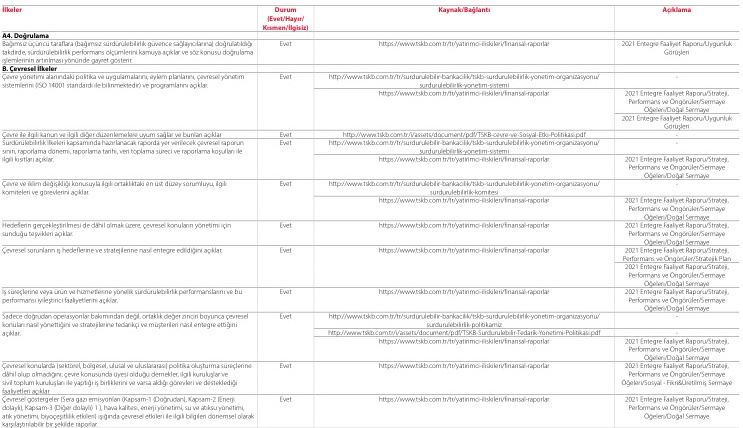 İlkeler
Durum
(Evet/Hayır/
Kısmen/İlgisiz)
Kaynak/Bağlantı
Açıklama
A4. Doğrulama
Bağımsız üçüncü taraflara (bağımsız sürdürülebilirlik güvence sağlayıcılarına) doğrulatıldığı
takdirde, sürdürülebilirlik performans ölçümlerini kamuya açıklar ve söz konusu doğrulama
işlemlerinin artırılması yönünde gayret gösterir.
Evet
https://www.tskb.com.tr/tr/yatirimci-iliskileri/finansal-raporlar
2021 Entegre Faaliyet Raporu/Uygunluk
Görüşleri
B. Çevresel İlkeler
Çevre yönetimi alanındaki politika ve uygulamalarını, eylem planlarını, çevresel yönetim
sistemlerini (ISO 14001 standardı ile bilinmektedir) ve programlarını açıklar.
Evet
http://www.tskb.com.tr/tr/surdurulebilir-bankacilik/tskb-surdurulebilirlik-yonetim-organizasyonu/
surdurulebilirlik-yonetim-sistemi
-
https://www.tskb.com.tr/tr/yatirimci-iliskileri/finansal-raporlar
2021 Entegre Faaliyet Raporu/Strateji,
Performans ve Öngörüler/Sermaye
Öğeleri/Doğal Sermaye
2021 Entegre Faaliyet Raporu/Uygunluk
Görüşleri
Çevre ile ilgili kanun ve ilgili diğer düzenlemelere uyum sağlar ve bunları açıklar.
Evet
http://www.tskb.com.tr/i/assets/document/pdf/TSKB-cevre-ve-Sosyal-Etki-Politikasi.pdf
-
Sürdürülebilirlik İlkeleri kapsamında hazırlanacak raporda yer verilecek çevresel raporun
sınırı, raporlama dönemi, raporlama tarihi, veri toplama süreci ve raporlama koşulları ile
ilgili kısıtları açıklar.
Evet
http://www.tskb.com.tr/tr/surdurulebilir-bankacilik/tskb-surdurulebilirlik-yonetim-organizasyonu/
surdurulebilirlik-yonetim-sistemi
-
https://www.tskb.com.tr/tr/yatirimci-iliskileri/finansal-raporlar
2021 Entegre Faaliyet Raporu/Strateji,
Performans ve Öngörüler/Sermaye
Öğeleri/Doğal Sermaye
Çevre ve iklim değişikliği konusuyla ilgili ortaklıktaki en üst düzey sorumluyu, ilgili
komiteleri ve görevlerini açıklar.
Evet
http://www.tskb.com.tr/tr/surdurulebilir-bankacilik/tskb-surdurulebilirlik-yonetim-organizasyonu/
surdurulebilirlik-komitesi
-
https://www.tskb.com.tr/tr/yatirimci-iliskileri/finansal-raporlar
2021 Entegre Faaliyet Raporu/Strateji,
Performans ve Öngörüler/Sermaye
Öğeleri/Doğal Sermaye
Hedeflerin gerçekleştirilmesi de dâhil olmak üzere, çevresel konuların yönetimi için
sunduğu teşvikleri açıklar.
Evet
https://www.tskb.com.tr/tr/yatirimci-iliskileri/finansal-raporlar
2021 Entegre Faaliyet Raporu/Strateji,
Performans ve Öngörüler/Sermaye
Öğeleri/Doğal Sermaye
Çevresel sorunların iş hedeflerine ve stratejilerine nasıl entegre edildiğini açıklar.
Evet
https://www.tskb.com.tr/tr/yatirimci-iliskileri/finansal-raporlar
2021 Entegre Faaliyet Raporu/Strateji,
Performans ve Öngörüler/Stratejik Plan
2021 Entegre Faaliyet Raporu/Strateji,
Performans ve Öngörüler/Sermaye
Öğeleri/Doğal Sermaye
İş süreçlerine veya ürün ve hizmetlerine yönelik sürdürülebilirlik performanslarını ve bu
performansı iyileştirici faaliyetlerini açıklar.
Evet
https://www.tskb.com.tr/tr/yatirimci-iliskileri/finansal-raporlar
2021 Entegre Faaliyet Raporu/Strateji,
Performans ve Öngörüler/Sermaye
Öğeleri/Doğal Sermaye
Sadece doğrudan operasyonlar bakımından değil, ortaklık değer zinciri boyunca çevresel
konuları nasıl yönettiğini ve stratejilerine tedarikçi ve müşterileri nasıl entegre ettiğini
açıklar.
Evet
http://www.tskb.com.tr/tr/surdurulebilir-bankacilik/tskb-surdurulebilirlik-yonetim-organizasyonu/
surdurulebilirlik-politikamiz
-
http://www.tskb.com.tr/i/assets/document/pdf/TSKB-Surdurulebilir-Tedarik-Yonetimi-Politikasi.pdf
-
https://www.tskb.com.tr/tr/yatirimci-iliskileri/finansal-raporlar
2021 Entegre Faaliyet Raporu/Strateji,
Performans ve Öngörüler/Sermaye
Öğeleri/Doğal Sermaye
Çevresel konularda (sektörel, bölgesel, ulusal ve uluslararası) politika oluşturma süreçlerine
dâhil olup olmadığını; çevre konusunda üyesi olduğu dernekler, ilgili kuruluşlar ve
sivil toplum kuruluşları ile yaptığı iş birliklerini ve varsa aldığı görevleri ve desteklediği
faaliyetleri açıklar.
Evet
https://www.tskb.com.tr/tr/yatirimci-iliskileri/finansal-raporlar
2021 Entegre Faaliyet Raporu/Strateji,
Performans ve Öngörüler/Sermaye
Öğeleri/Sosyal - Fikri&Üretilmiş Sermaye
Çevresel göstergeler (Sera gazı emisyonları (Kapsam-1 (Doğrudan), Kapsam-2 (Enerji
dolaylı), Kapsam-3 (Diğer dolaylı) 1 ), hava kalitesi, enerji yönetimi, su ve atıksu yönetimi,
atık yönetimi, biyoçeşitlilik etkileri) ışığında çevresel etkileri ile ilgili bilgileri dönemsel olarak
karşılaştırılabilir bir şekilde raporlar.
Evet
https://www.tskb.com.tr/tr/yatirimci-iliskileri/finansal-raporlar
2021 Entegre Faaliyet Raporu/Strateji,
Performans ve Öngörüler/Sermaye
Öğeleri/Doğal Sermaye